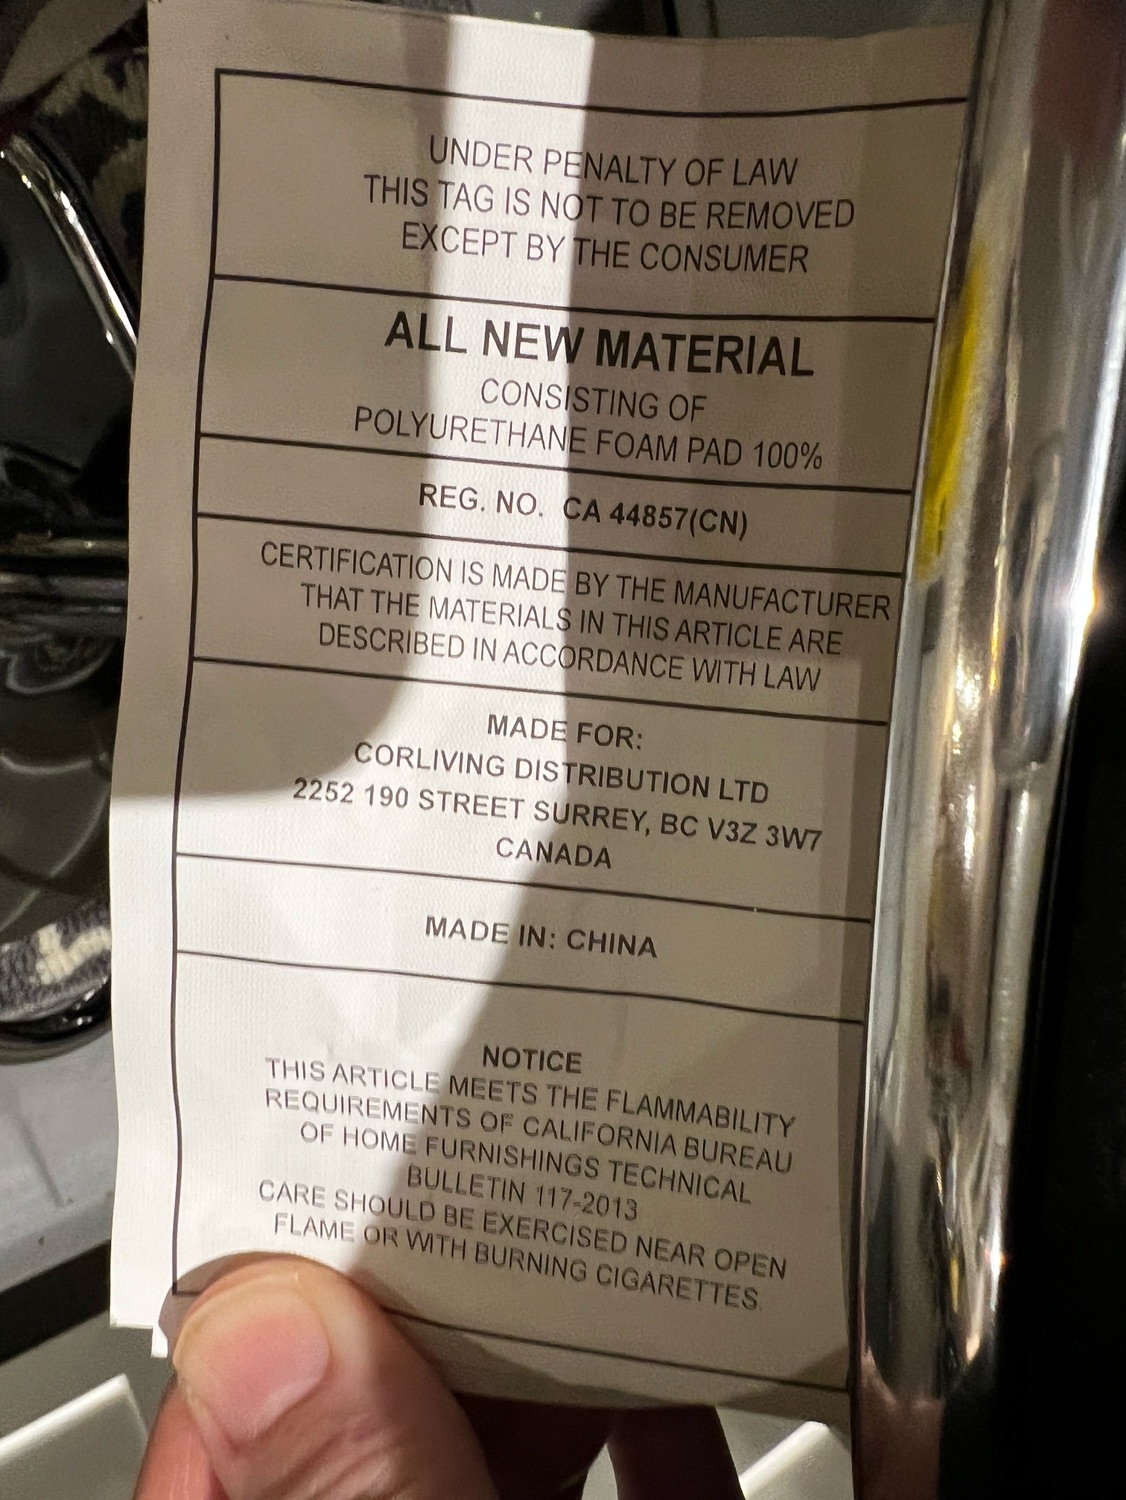 UNDER PENALTY OF LAW
THIS TAG IS NOT TO BE REMOVED
EXCEPT BY THE CONSUMER
ALL NEW MATERIAL
CONSISTING OF
POLYURETHANE FOAM PAD 100%
REG. NO. CA 44857(CN)
CERTIFICATION IS MADE BY THE MANUFACTURER
THAT THE MATERIALS IN THIS ARTICLE ARE
DESCRIBED IN ACCORDANCE WITH LAW
MADE FOR:
CORLIVING DISTRIBUTION LTD
2252 190 STREET SURREY, BC V3Z 3W7
CANADA
MADE IN: CHINA
NOTICE
THIS ARTICLE MEETS THE FLAMMABILITY
REQUIREMENTS OF CALIFORNIA BUREAU
OF HOME FURNISHINGS TECHNICAL
BULLETIN 117-2013
CARE SHOULD BE EXERCISED NEAR OPEN
FLAME OR WITH BURNING CIGARETTES